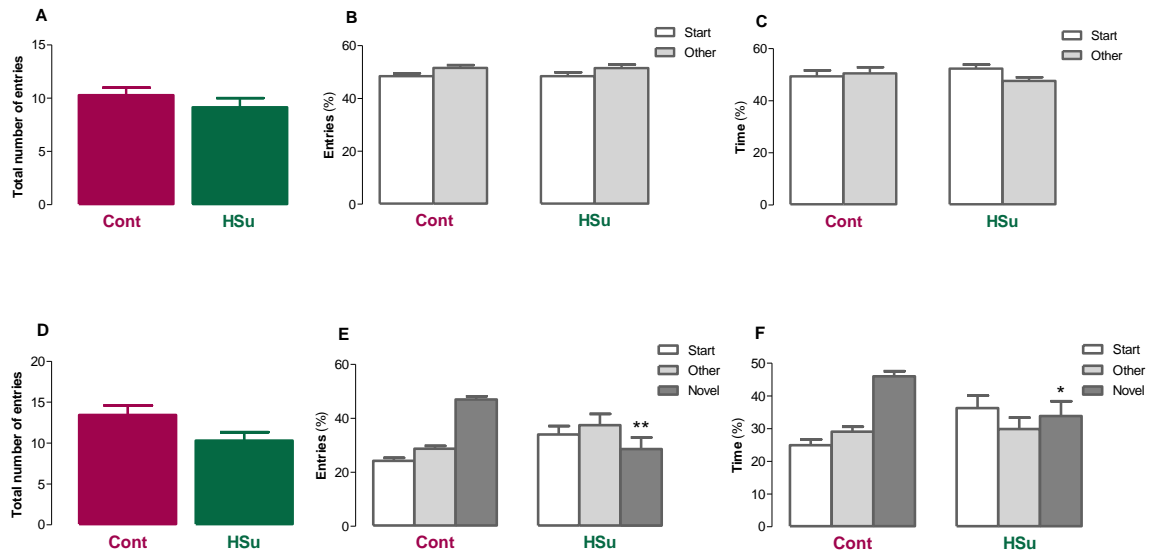 A
Total number of entries
15
10
5
0
Cont
HSu
B
Entries (%)
60
40
20
0
Start
Other
Cont
HSu
C
Time (%)
60
40
20
0
Start
Other
Cont
HSu
D
Total number of entries
20
15
10
5
0
Cont
HSu
E
Entries (%)
60
40
20
0
Start
Other
Novel
**
Cont
HSu
F
Time (%)
50
40
30
20
10
0
Start
Other
Novel
*
Cont
HSu